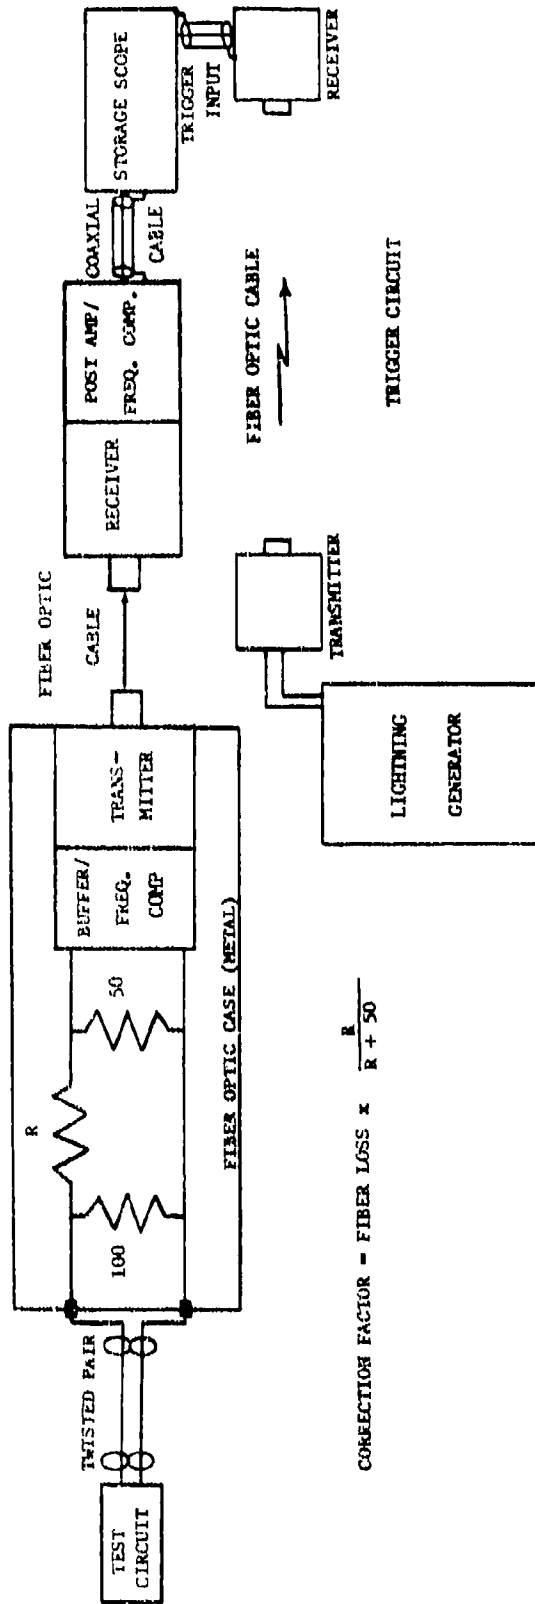 TEST
CIRCUIT
TWISTED PAIR
100
R
50
BUFFER/
FREQ.
COMP
TRANS-
MITTER
FIBER OPTIC CASE (METAL)
FIBER OPTIC
CABLE
RECEIVER
POST AMP/
FREQ. COMP.
COAXIAL
CABLE
STORAGE SCOPE
TRIGGER
INPUT
RECEIVER
LIGHTNING
GENERATOR
TRANSMITTER
FIBER OPTIC CABLE
TRIGGER CIRCUIT
CORRECTION FACTOR = FIBER LOSS x R / R + 50